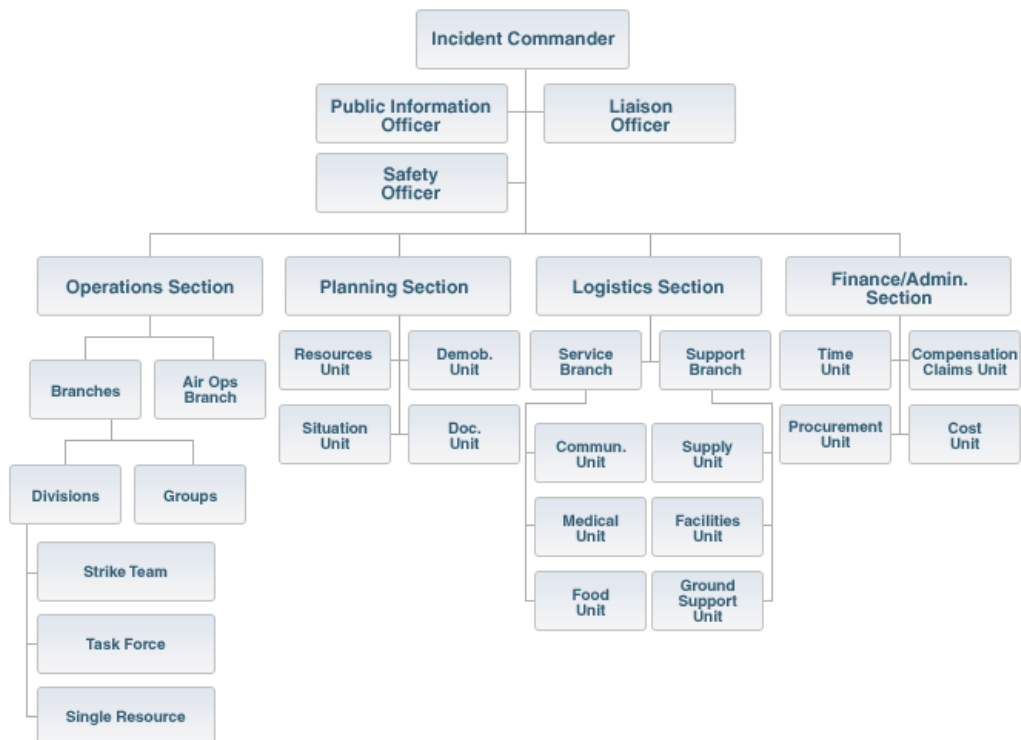 Incident Commander
Public Information
Officer
Liaison
Officer
Safety
Officer
Operations Section
Planning Section
Logistics Section
Finance/Admin.
Section
Branches
Air Ops
Branch
Divisions
Groups
Strike Team
Task Force
Single Resource
Resources
Unit
Demob.
Unit
Situation
Unit
Doc.
Unit
Service
Branch
Support
Branch
Commun.
Unit
Supply
Unit
Medical
Unit
Facilities
Unit
Food
Unit
Ground
Support
Unit
Time
Unit
Compensation
Claims Unit
Procurement
Unit
Cost
Unit